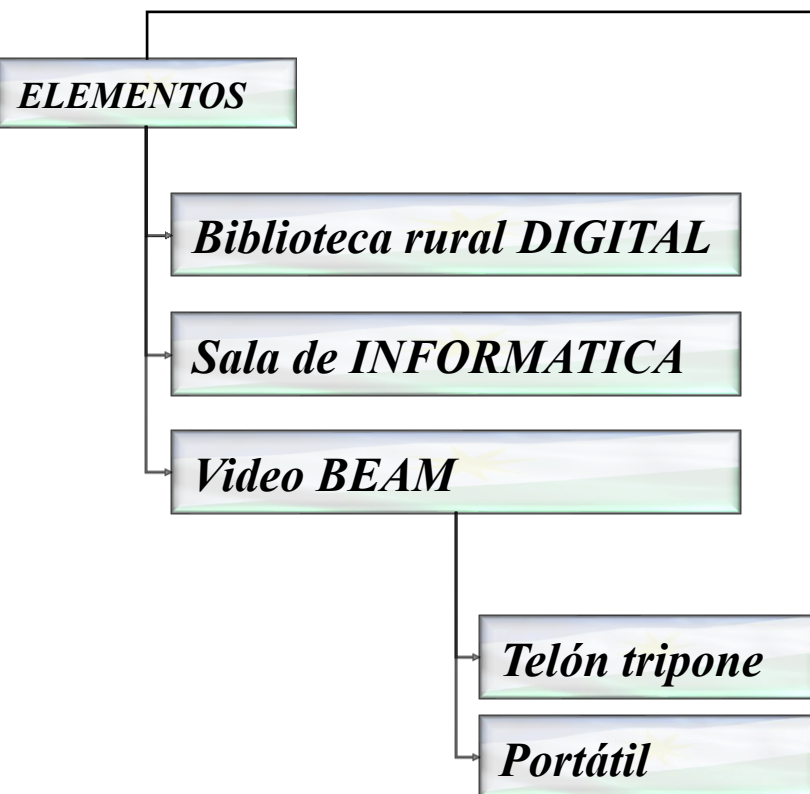 ELEMENTOS
Biblioteca rural DIGITAL
Sala de INFORMATICA
Video BEAM
Telón tripone
Portátil